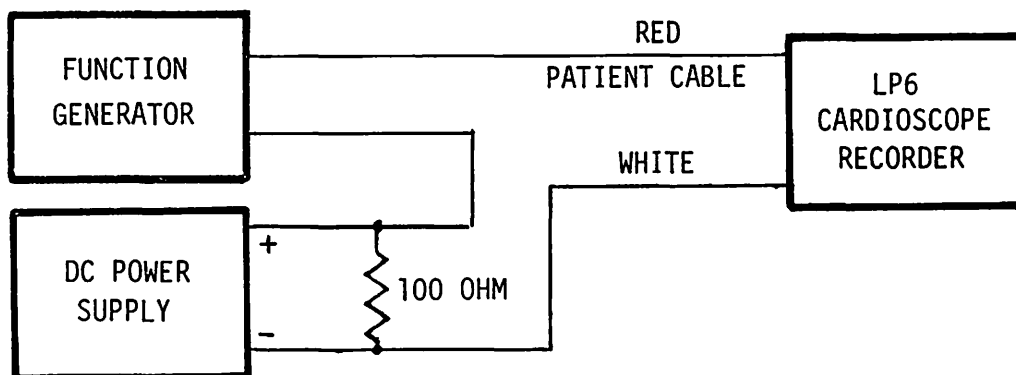 FUNCTION
GENERATOR
RED
PATIENT CABLE
WHITE
LP6
CARDIOSCOPE
RECORDER
DC POWER
SUPPLY
+
-
100 OHM